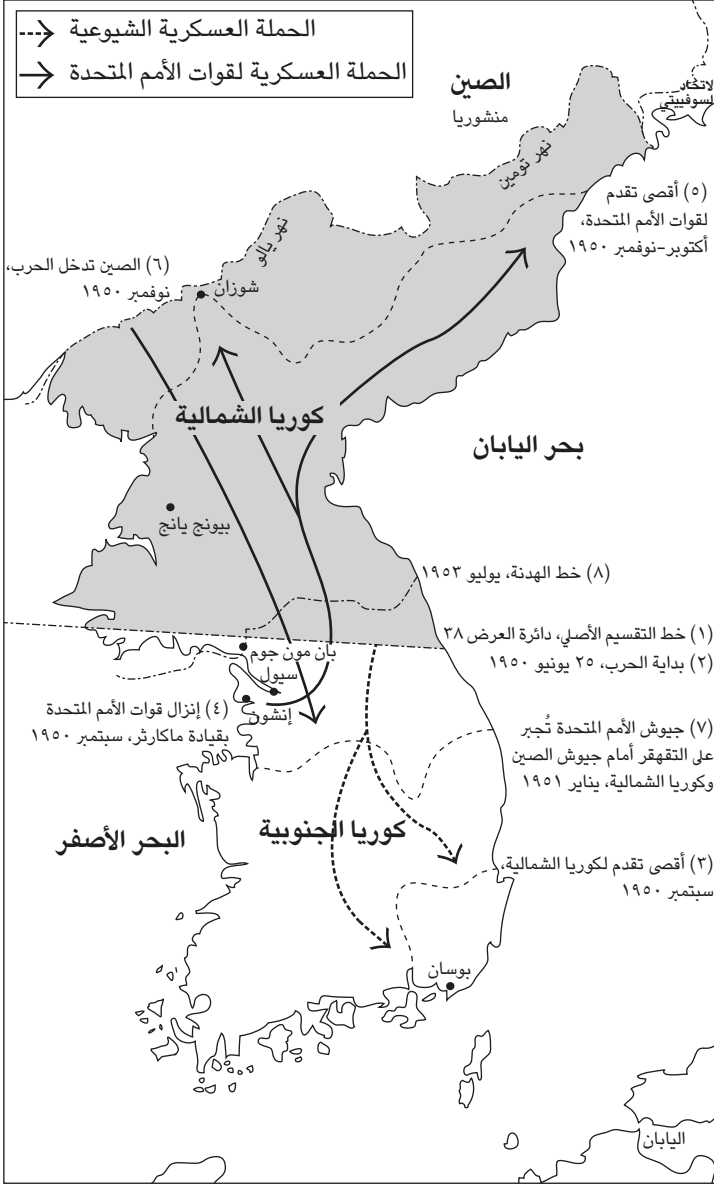 الحملة العسكرية الشيوعية
الحملة العسكرية لقوات الأمم المتحدة
الصين
منشوريا
الاتحاد
السوفييتي
نهر تومين
(٥) أقصى تقدم
لقوات الأمم المتحدة،
أكتوبر–نوفمبر ١٩٥٠
نهر يالو
(٦) الصين تدخل الحرب،
نوفمبر ١٩٥٠
شوزان
كوريا الشمالية
بحر اليابان
بيونج يانج
(٨) خط الهدنة، يوليو ١٩٥٣
(١) خط التقسيم الأصلي، دائرة العرض ٣٨
(٢) بداية الحرب، ٢٥ يونيو ١٩٥٠
بان مون جوم
سيول
إنشون
(٤) إنزال قوات الأمم المتحدة
بقيادة ماكارثر، سبتمبر ١٩٥٠
(٧) جيوش الأمم المتحدة تُجبر
على التقهقر أمام جيوش الصين
وكوريا الشمالية، يناير ١٩٥١
كوريا الجنوبية
البحر الأصفر
(٣) أقصى تقدم لكوريا الشمالية،
سبتمبر ١٩٥٠
بوسان
اليابان